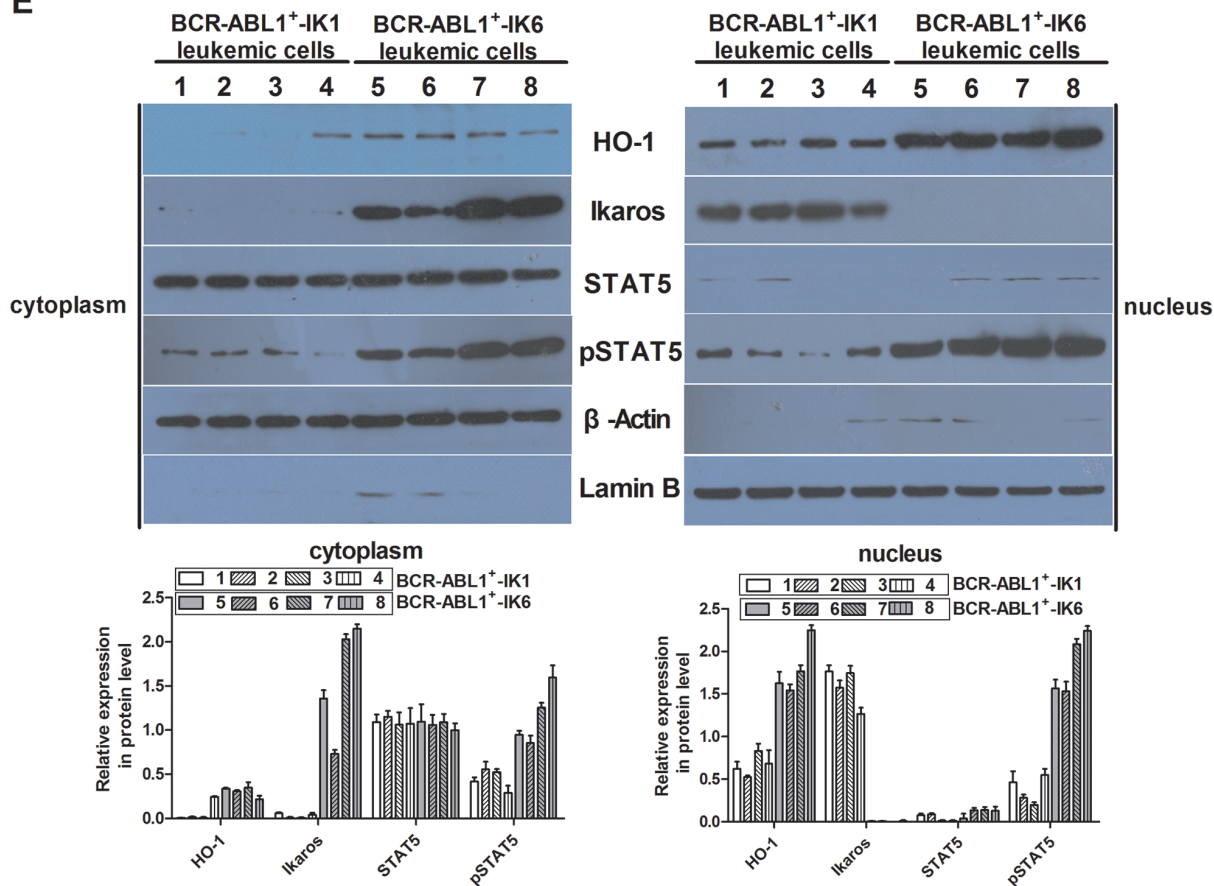 E
BCR-ABL1+-IK1 BCR-ABL1+-IK6
leukemic cells leukemic cells
1 2 3 4 5 6 7 8
BCR-ABL1+-IK1 BCR-ABL1+-IK6
leukemic cells leukemic cells
1 2 3 4 5 6 7 8
cytoplasm
HO-1
Ikaros
STAT5
pSTAT5
β -Actin
Lamin B
nucleus
cytoplasm
1 2 3 4 BCR-ABL1+-IK1
5 6 7 8 BCR-ABL1+-IK6
Relative expression
in protein level
2.5
2.0
1.5
1.0
0.5
0.0
HO-1 Ikaros STAT5 pSTAT5
nucleus
1 2 3 4 BCR-ABL1+-IK1
5 6 7 8 BCR-ABL1+-IK6
Relative expression
in protein level
2.5
2.0
1.5
1.0
0.5
0.0
HO-1 Ikaros STAT5 pSTAT5